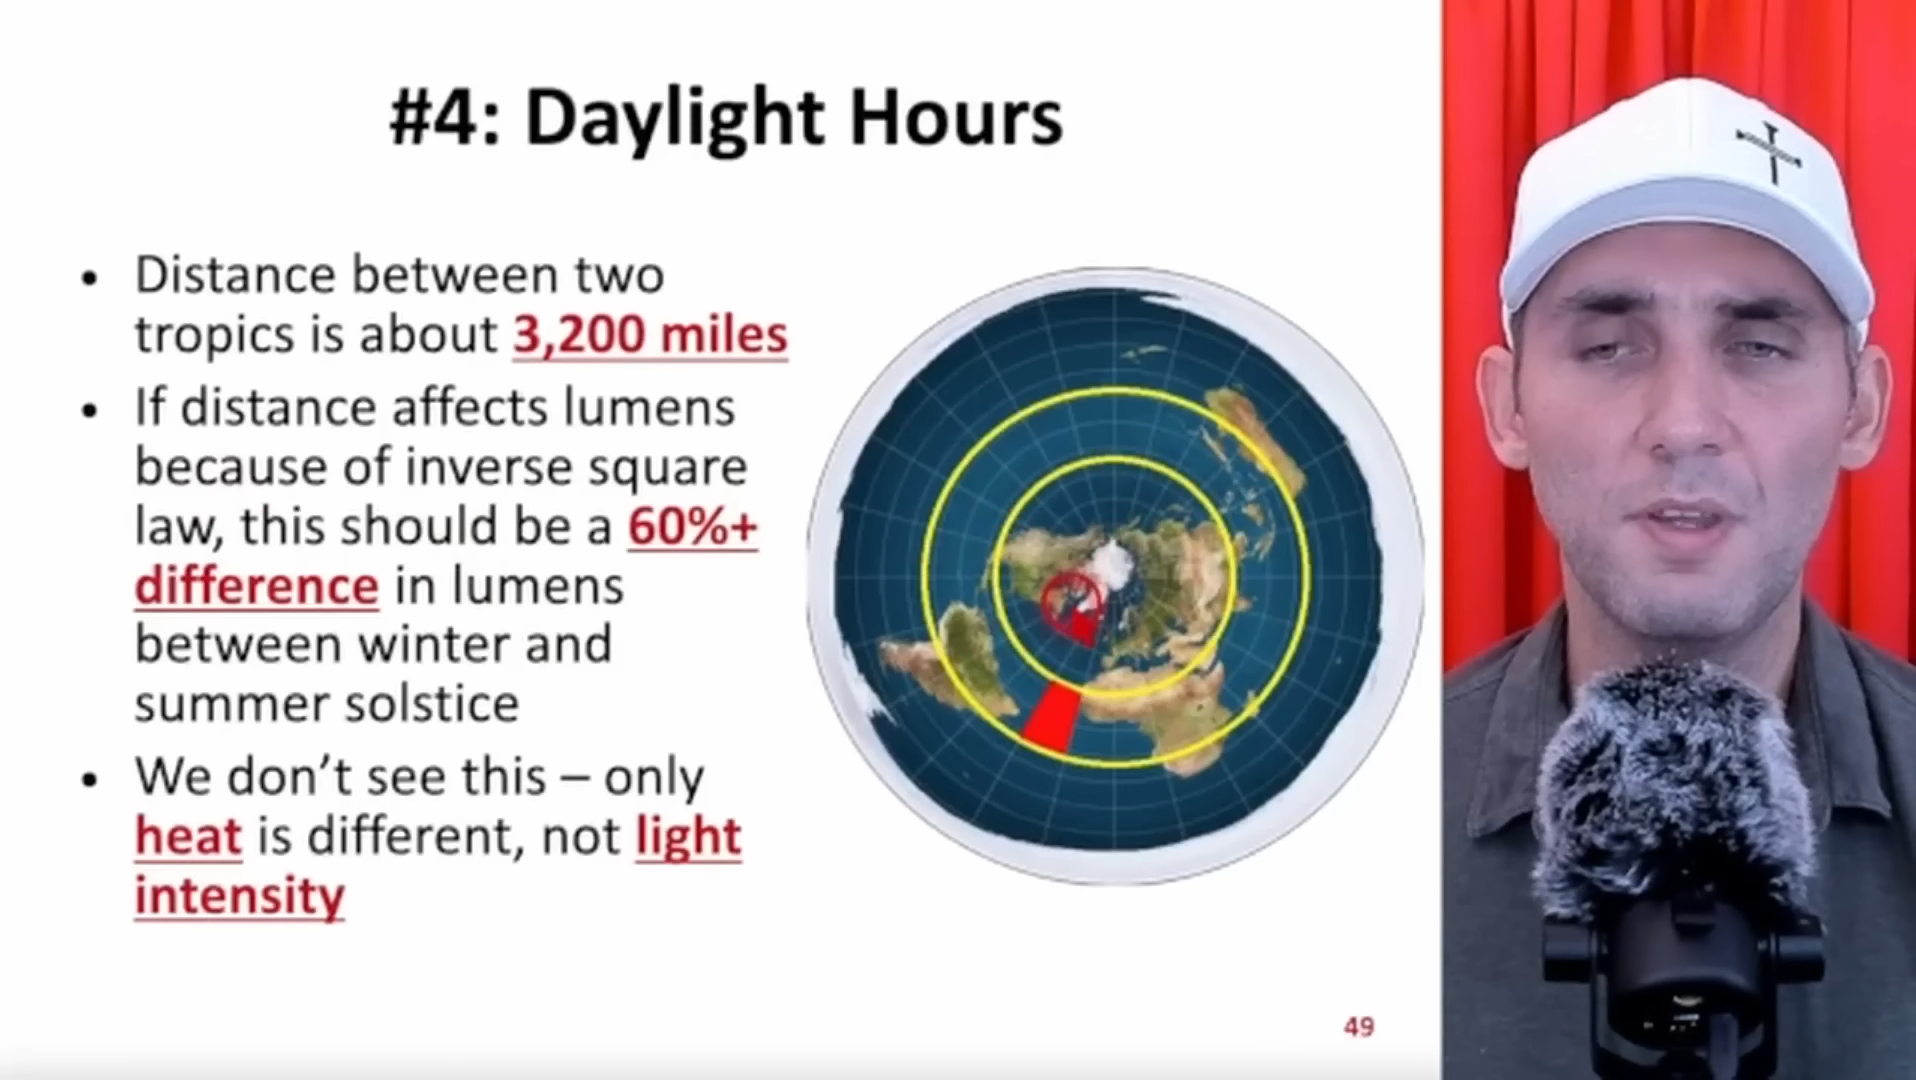 #4: Daylight Hours
• Distance between two
tropics is about 3,200 miles
• If distance affects lumens
because of inverse square
law, this should be a 60%+
difference in lumens
between winter and
summer solstice
• We don’t see this – only
heat is different, not light
intensity
49